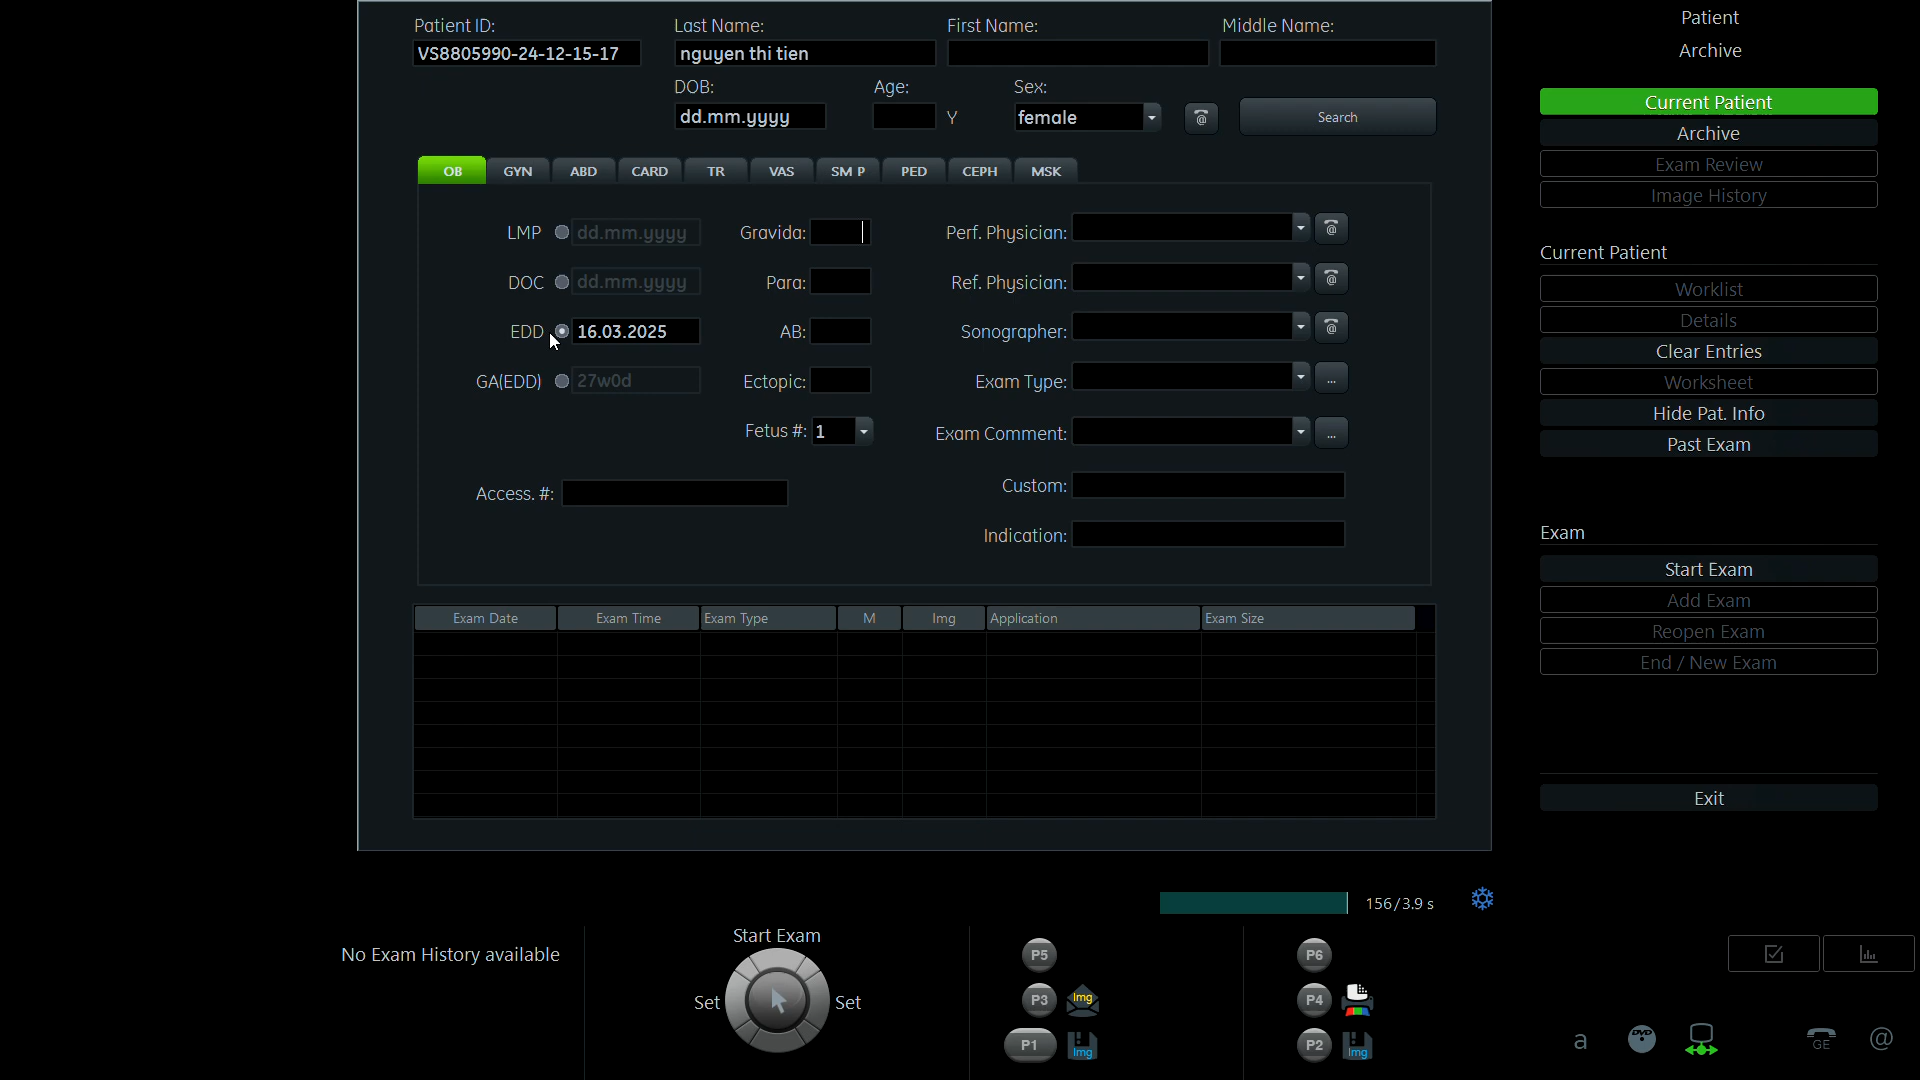 Patient ID: Last Name: First Name: Middle Name:
VS8805990-24-12-15-17 nguyen thi tien
DOB: Age: Sex:
dd.mm.yyyy Y female @ Search
OB GYN ABD CARD TR VAS SM P PED CEPH MSK
LMP dd.mm.yyyy Gravida: Perf. Physician: @
DOC dd.mm.yyyy Para: Ref. Physician: @
EDD 16.03.2025 AB: Sonographer: @
GA(EDD) 27w0d Ectopic: Exam Type: ...
Fetus #: 1 Exam Comment: ...
Access. #: Custom:
Indication:
Exam Date Exam Time Exam Type M Img Application Exam Size
156/3.9 s
No Exam History available
Start Exam
Set Set
P5 P6
P3 Img P4
P1 Img P2 Img
Patient
Archive
Current Patient
Archive
Exam Review
Image History
Current Patient
Worklist
Details
Clear Entries
Worksheet
Hide Pat. Info
Past Exam
Exam
Start Exam
Add Exam
Reopen Exam
End / New Exam
Exit
a DVD GE @